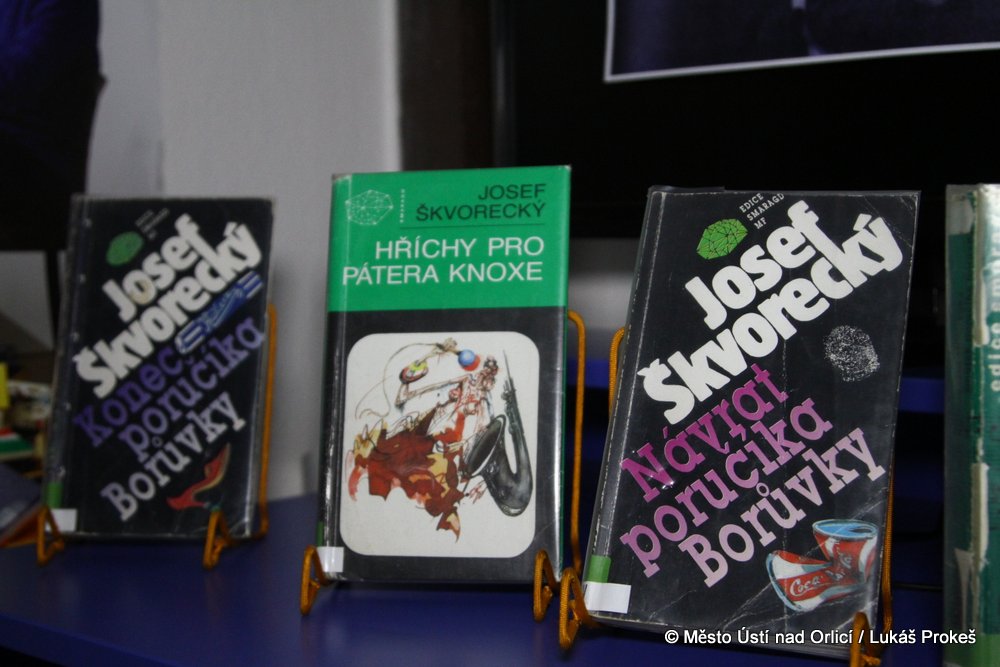 Josef
Škvorecký
Konec
poručíka
Borůvky
SMARAGD
JOSEF
ŠKVORECKÝ
HŘÍCHY PRO
PÁTERA KNOXE
EDICE
SMARAGD
MF
Josef
Škvorecký
Návrat
poručíka
Borůvky
Coca-Cola
© Město Ústí nad Orlicí / Lukáš Prokeš